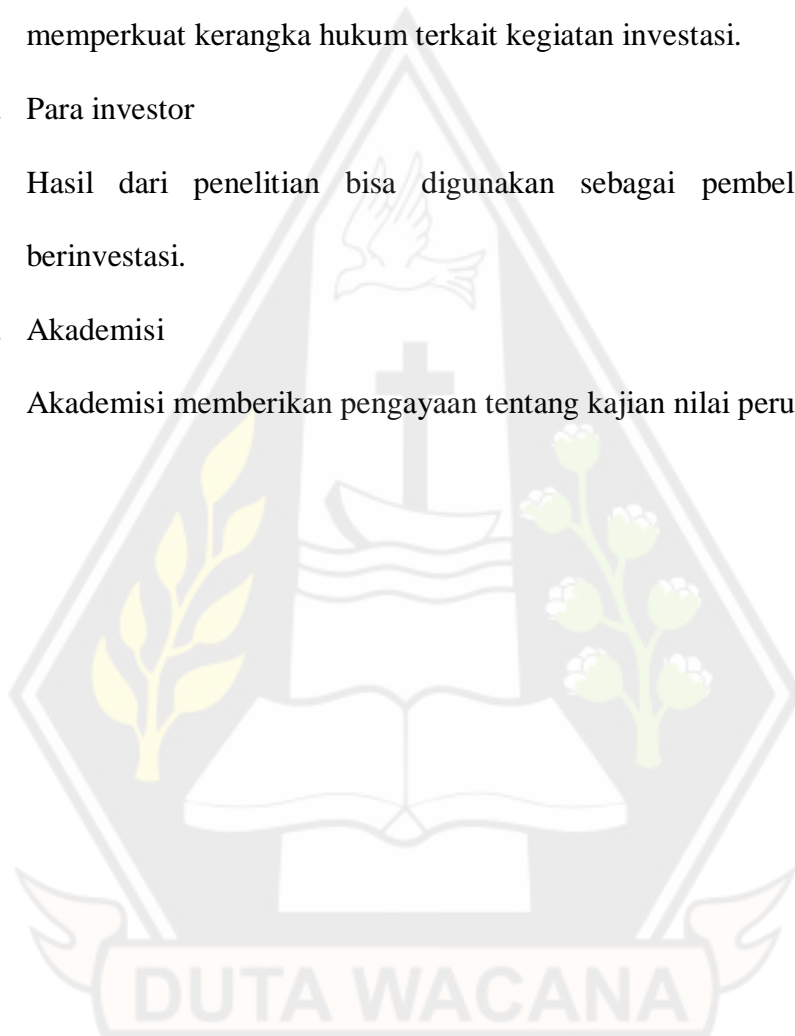 memperkuat kerangka hukum terkait kegiatan investasi.
Para investor
Hasil dari penelitian bisa digunakan sebagai
berinvestasi.
Akademisi
Akademisi memberikan pengayaan tentang kajian nilai
DUTA WACANA